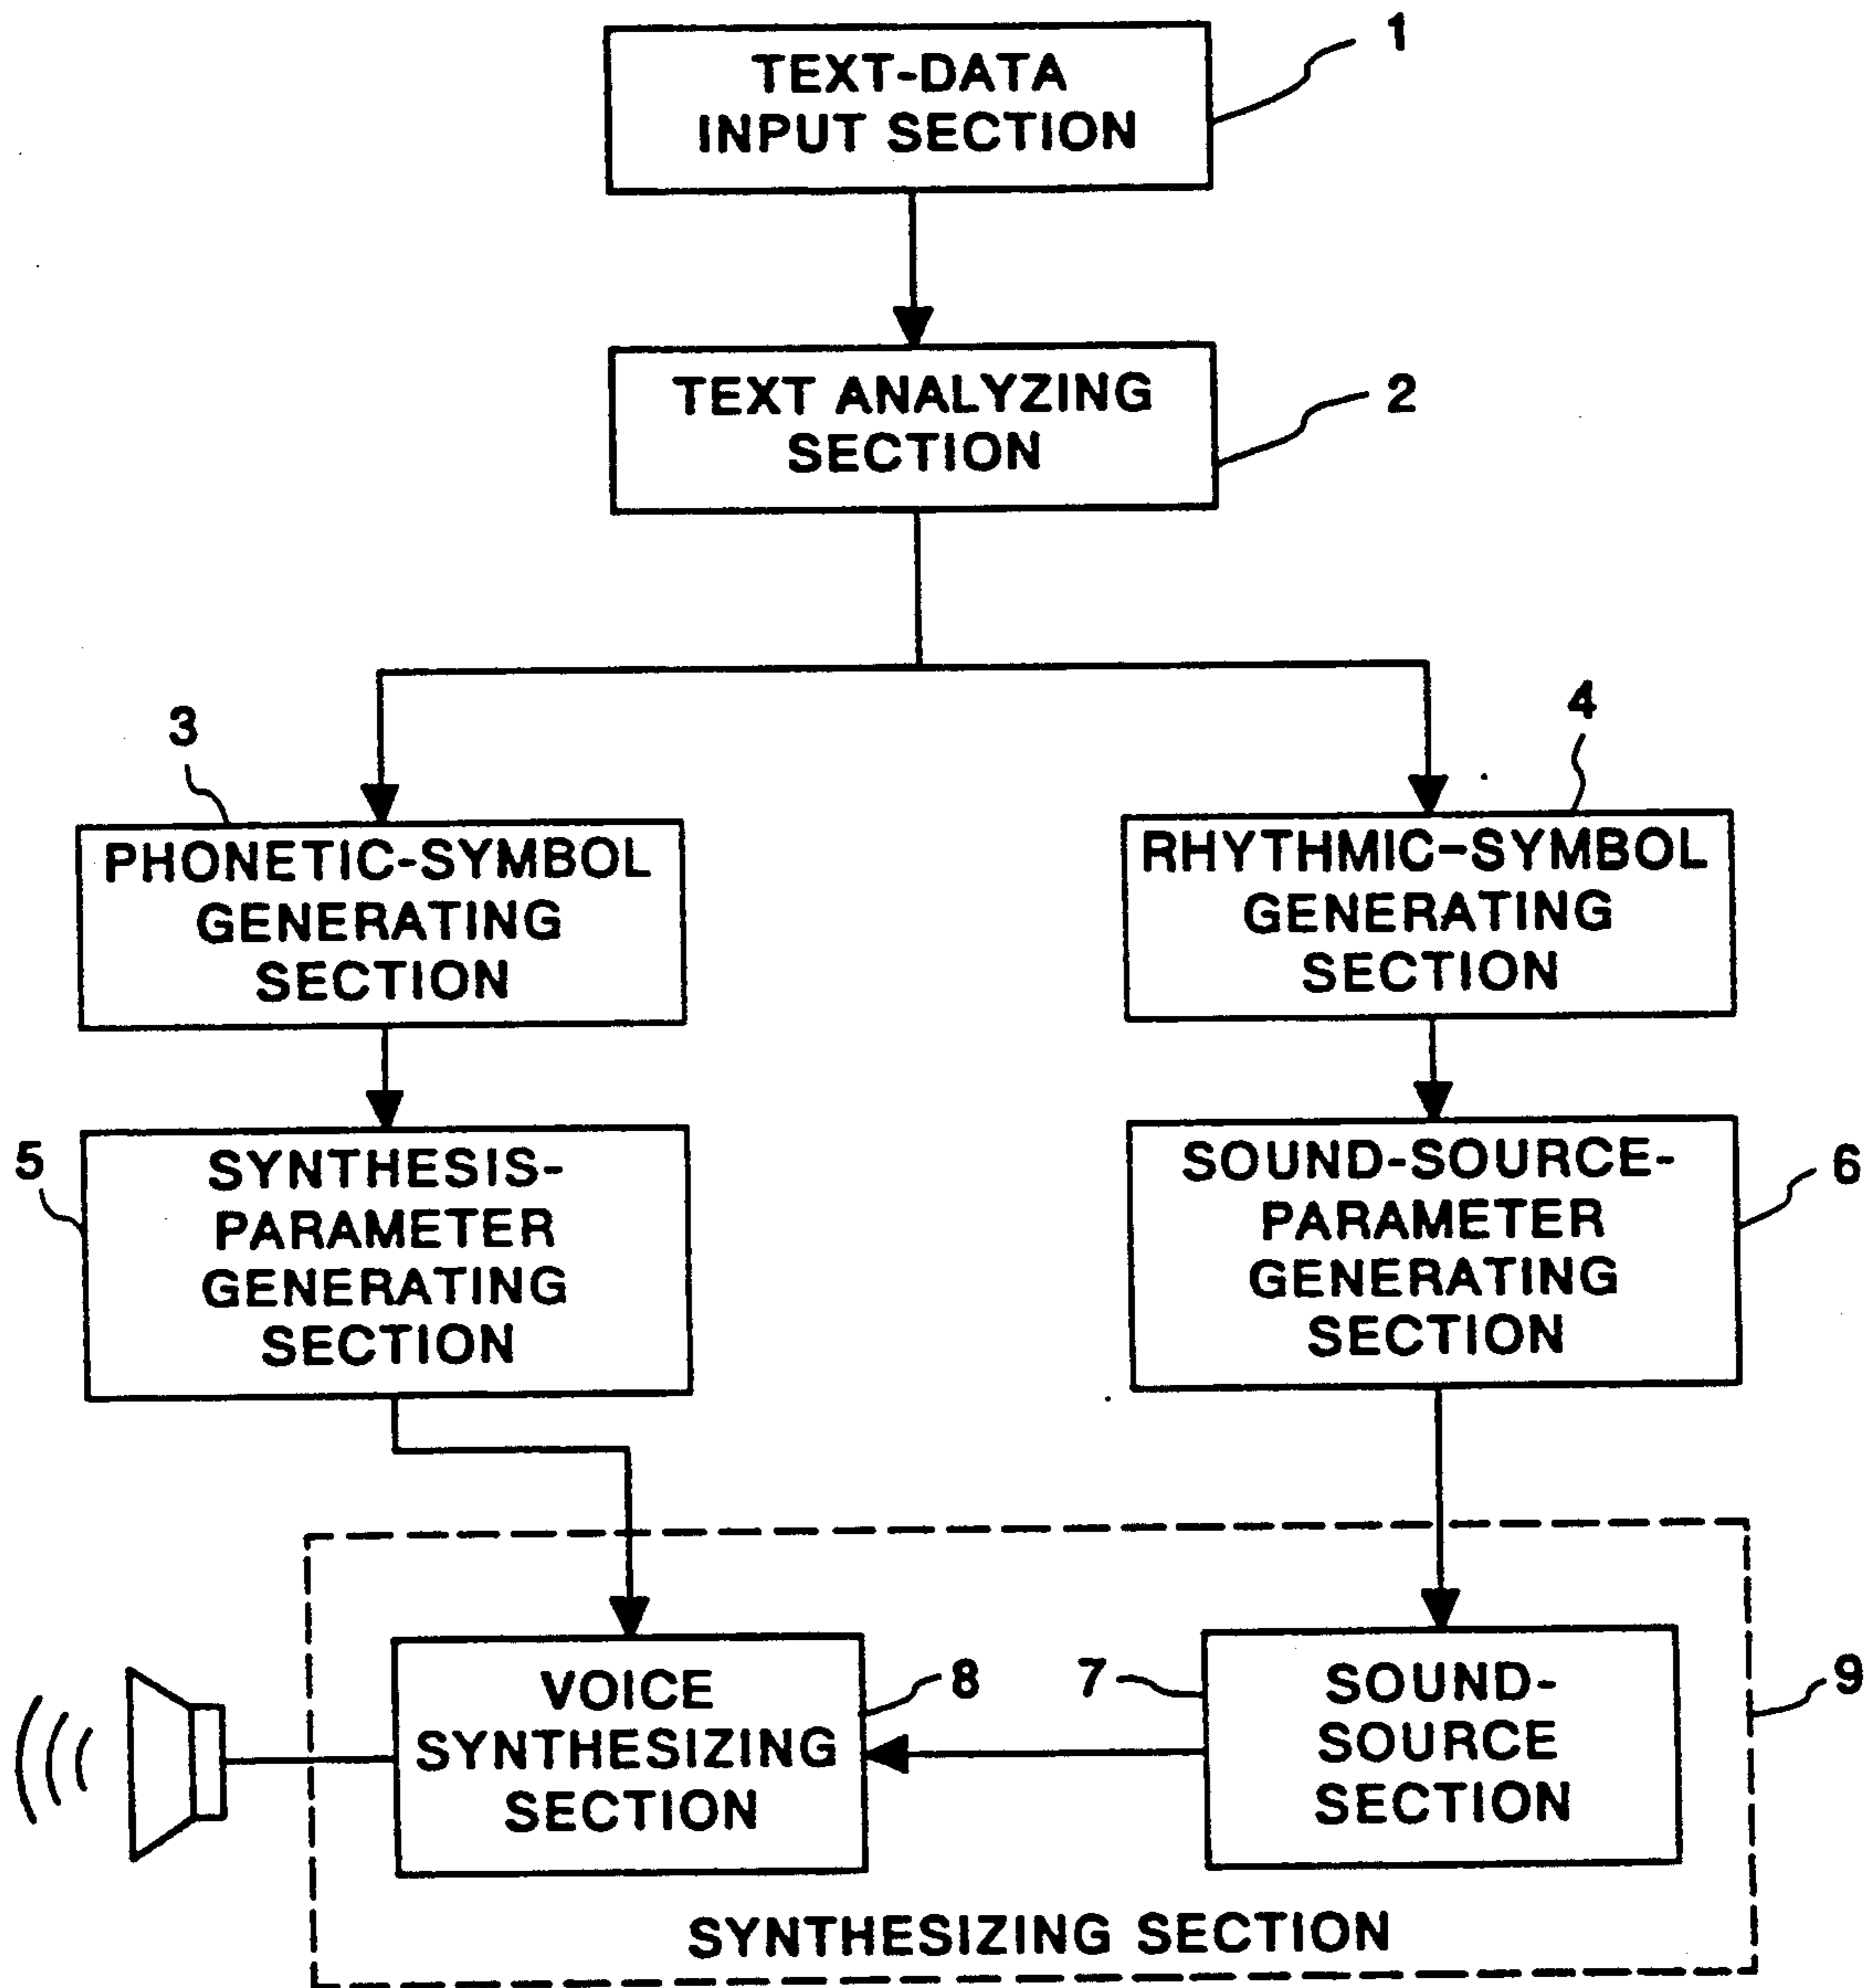 TEXT-DATA
INPUT SECTION
1
TEXT ANALYZING
SECTION
2
3
PHONETIC-SYMBOL
GENERATING
SECTION
4
RHYTHMIC-SYMBOL
GENERATING
SECTION
5
SYNTHESIS-
PARAMETER
GENERATING
SECTION
SOUND-SOURCE-
PARAMETER
GENERATING
SECTION
6
VOICE
SYNTHESIZING
SECTION
8
7
SOUND-
SOURCE
SECTION
9
SYNTHESIZING SECTION